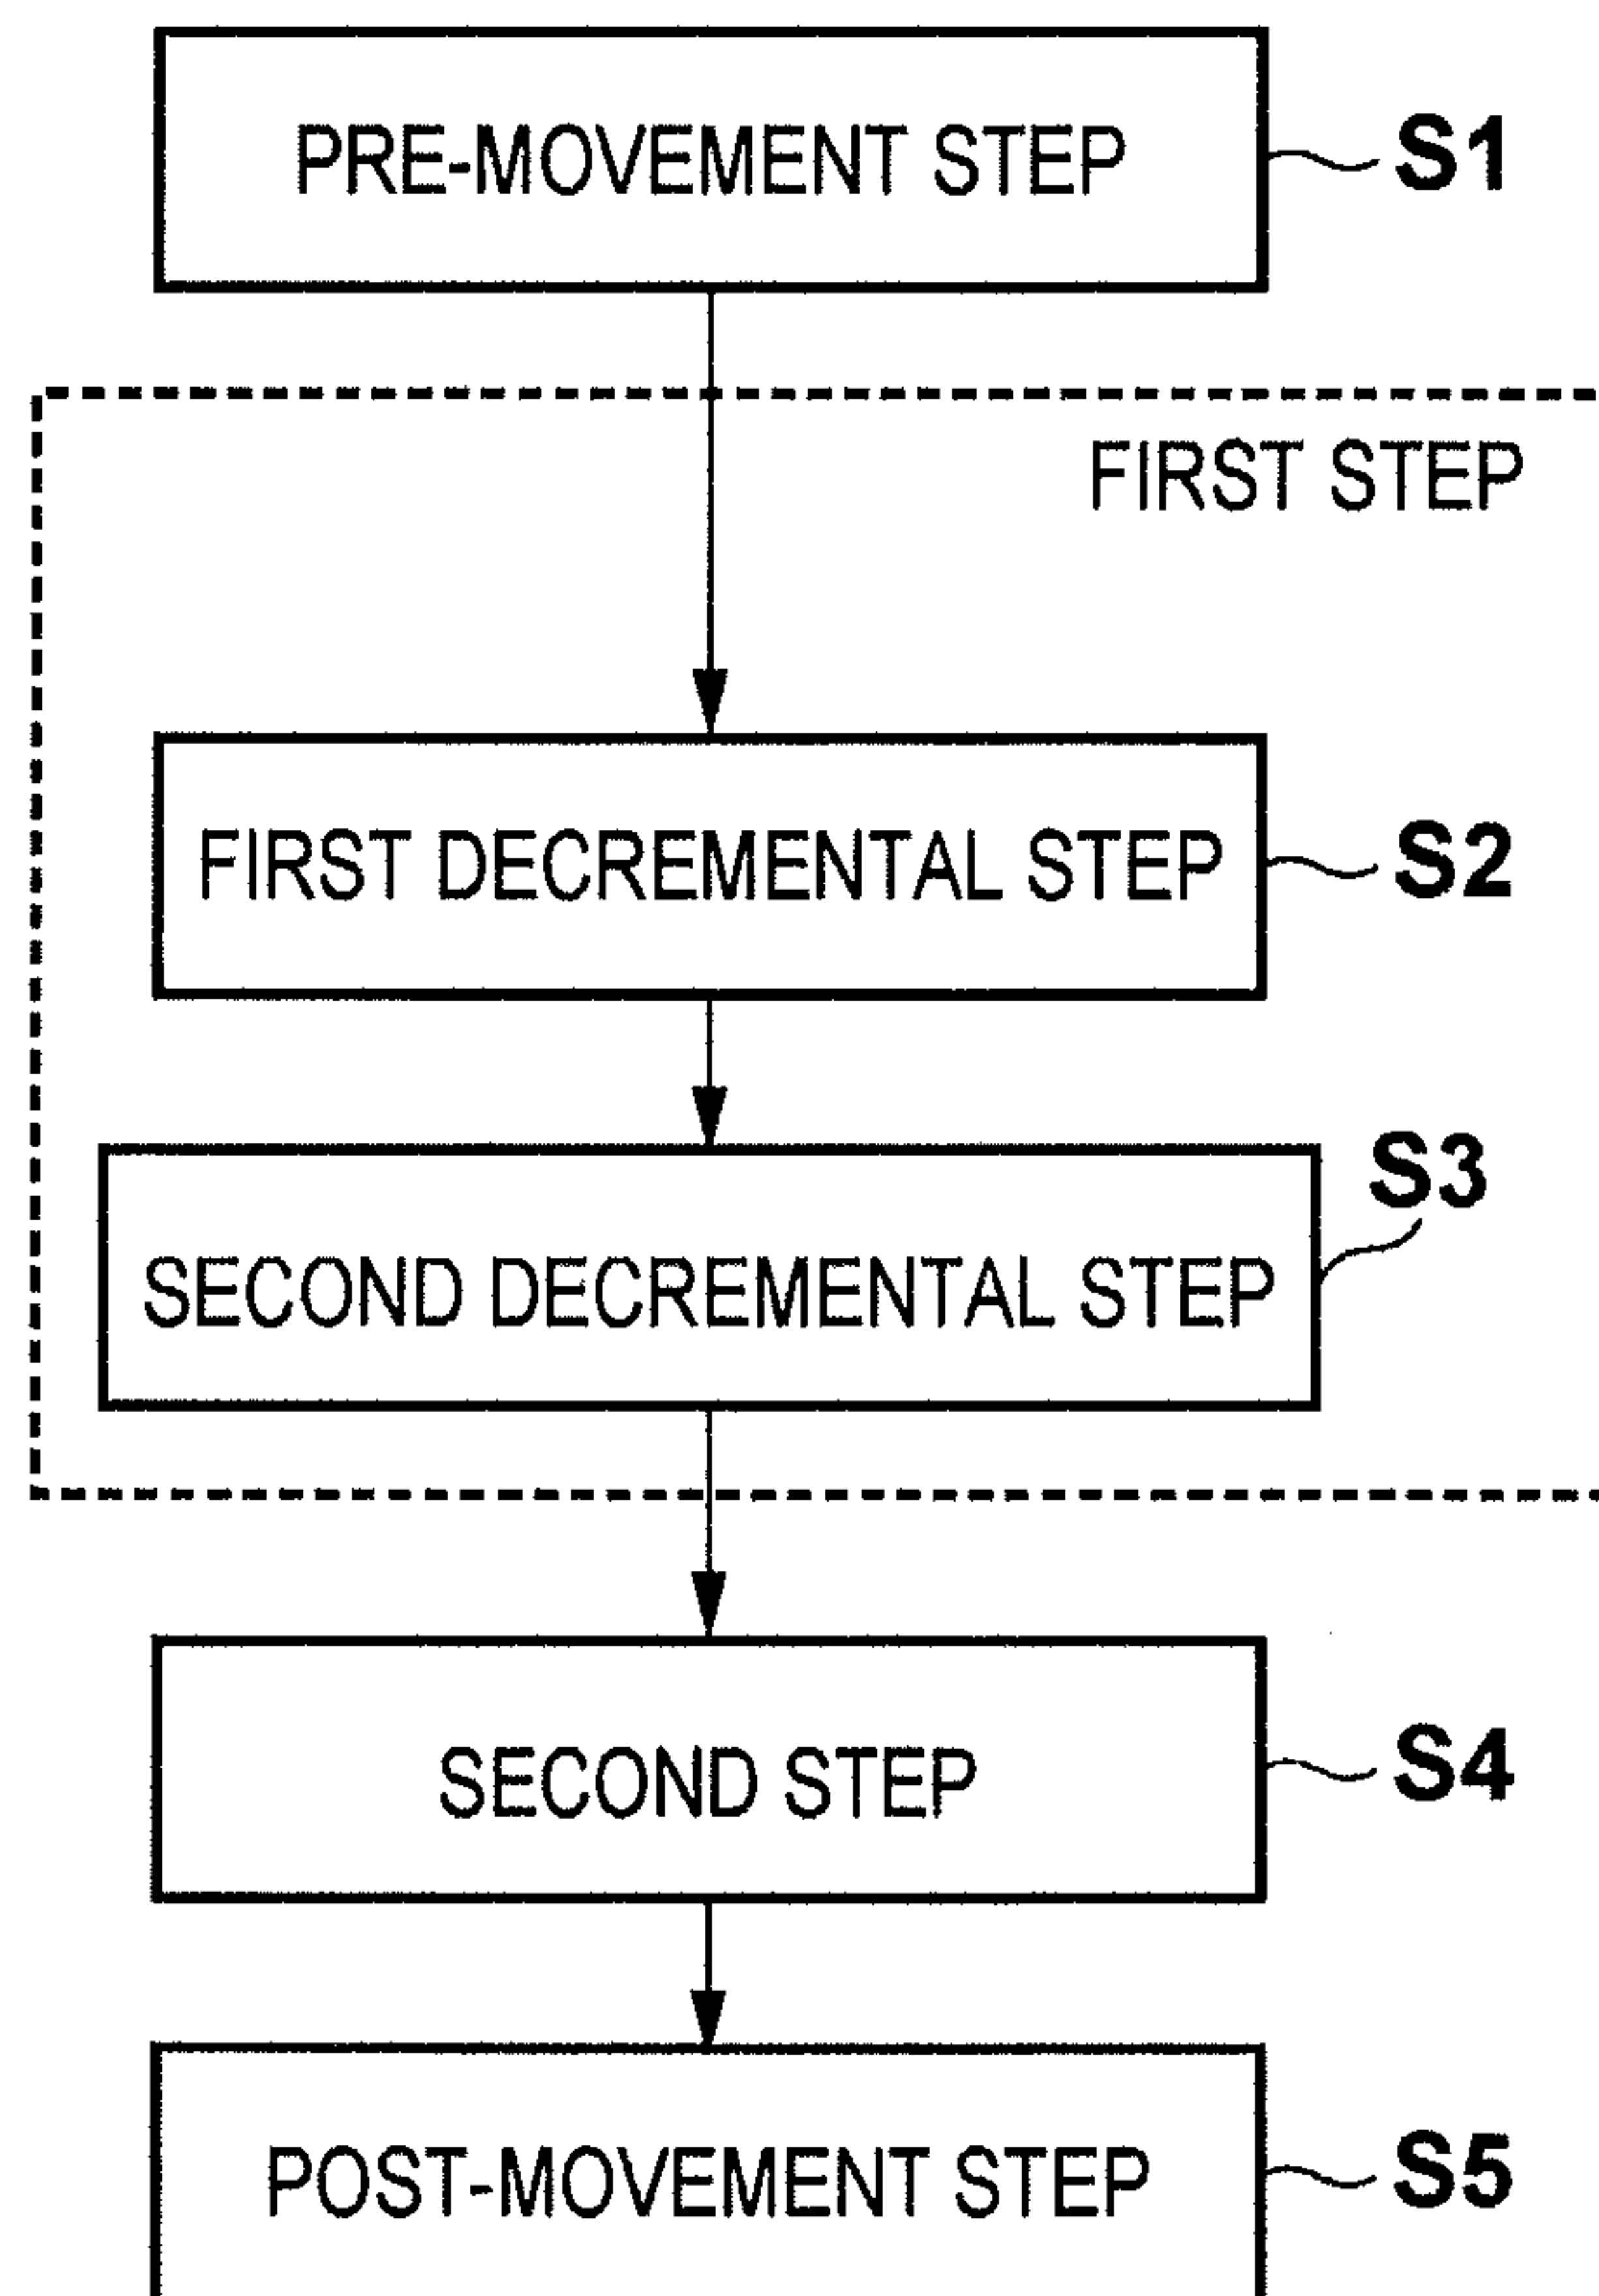 PRE-MOVEMENT STEP S1
FIRST STEP
FIRST DECREMENTAL STEP S2
S3
SECOND DECREMENTAL STEP
SECOND STEP S4
POST-MOVEMENT STEP S5